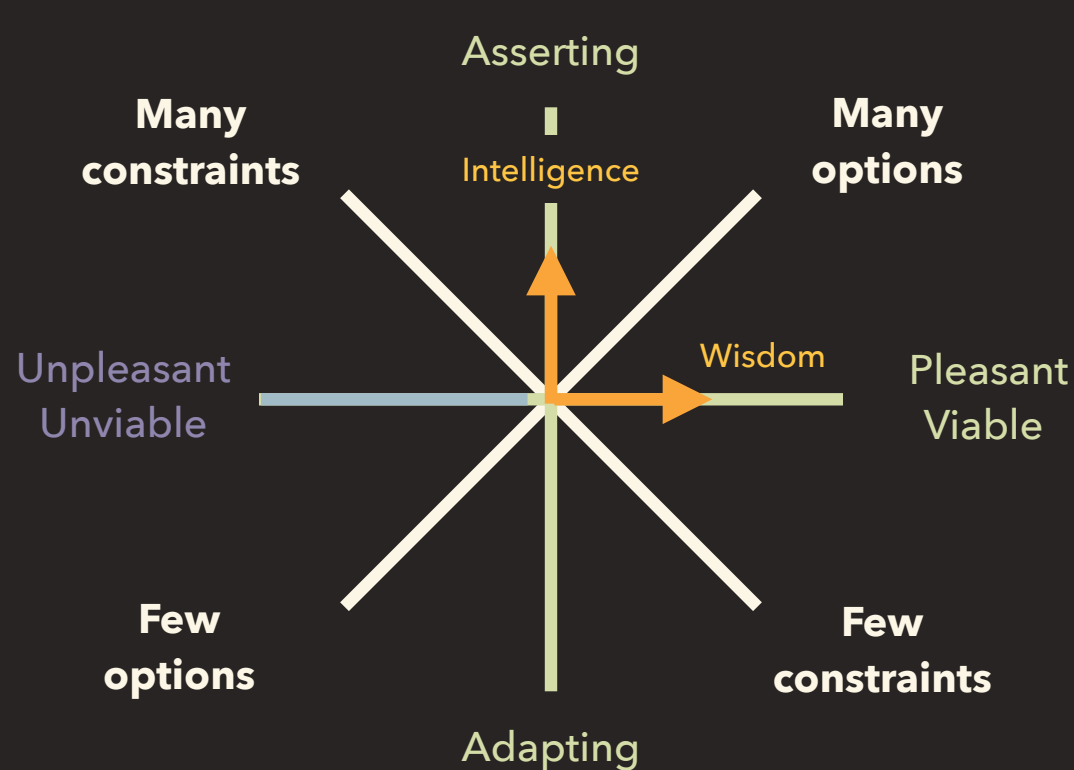 Asserting
Many
constraints
Many
options
Intelligence
Wisdom
Unpleasant
Unviable
Pleasant
Viable
Few
options
Few
constraints
Adapting